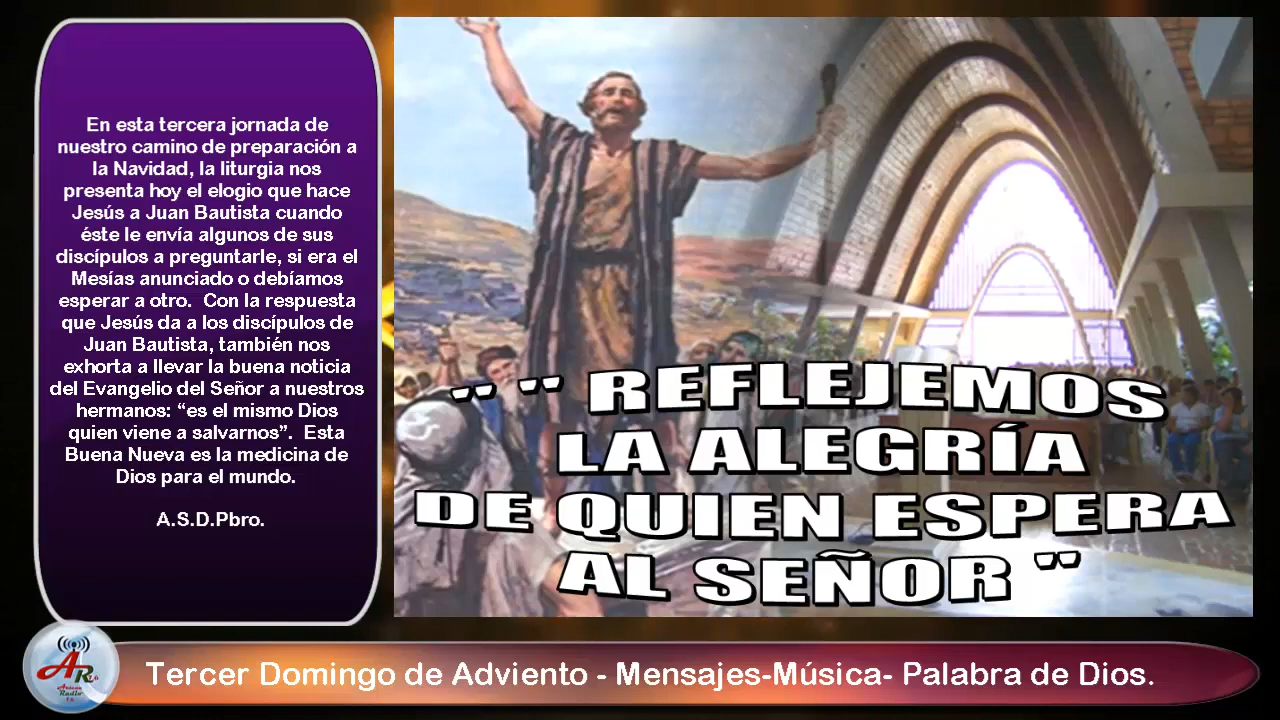 En esta tercera jornada de
nuestro camino de preparación a
la Navidad, la liturgia nos
presenta hoy el elogio que hace
Jesús a Juan Bautista cuando
éste le envía algunos de sus
discípulos a preguntarle, si era el
Mesías anunciado o debíamos
esperar a otro.  Con la respuesta
que Jesús da a los discípulos de
Juan Bautista, también nos
exhorta a llevar la buena noticia
del Evangelio del Señor a nuestros
hermanos: “es el mismo Dios
quien viene a salvarnos”.  Esta
Buena Nueva es la medicina de
Dios para el mundo.
A.S.D.Pbro.
" " REFLEJEMOS
LA ALEGRÍA
DE QUIEN ESPERA
AL SEÑOR "
AR
Radio
Tercer Domingo de Adviento - Mensajes-Música- Palabra de Dios.